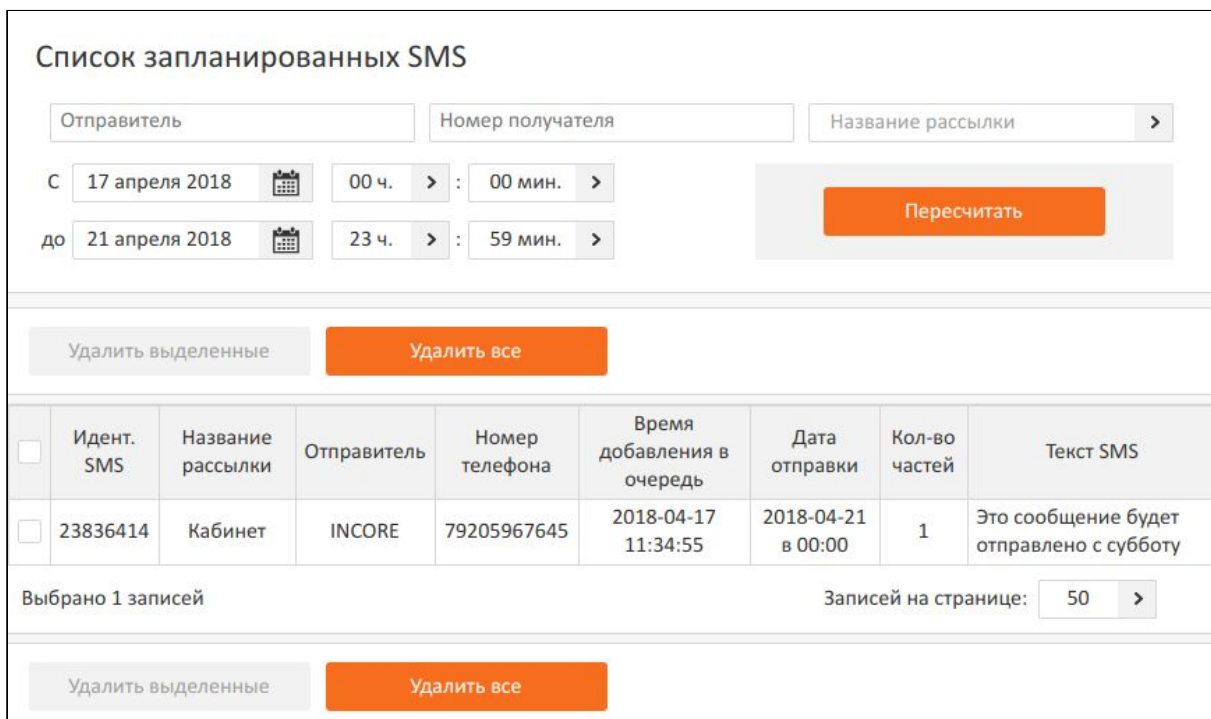 Список запланированных SMS
Отправитель Номер получателя Название рассылки
С 17 апреля 2018 00 ч. : 00 мин.
Пересчитать
до 21 апреля 2018 23 ч. : 59 мин.
Удалить выделенные Удалить все
Идент. SMS Название рассылки Отправитель Номер телефона Время добавления в очередь Дата отправки Кол-во частей Текст SMS
23836414 Кабинет INCORE 79205967645 2018-04-17 11:34:55 2018-04-21 в 00:00 1 Это сообщение будет отправлено с субботу
Выбрано 1 записей Записей на странице: 50
Удалить выделенные Удалить все